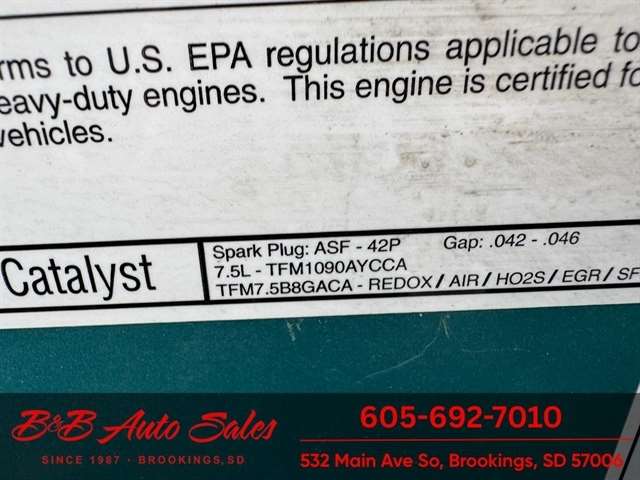 rms to U.S. EPA regulations applicable to
eavy-duty engines. This engine is certified fo
vehicles.
Catalyst
Spark Plug: ASF - 42P Gap: .042 - .046
7.5L - TFM1090AYCCA
TFM7.5B8GACA - REDOX / AIR / HO2S / EGR / SF
B&B Auto Sales
SINCE 1987 • BROOKINGS, SD
605-692-7010
532 Main Ave So, Brookings, SD 57006